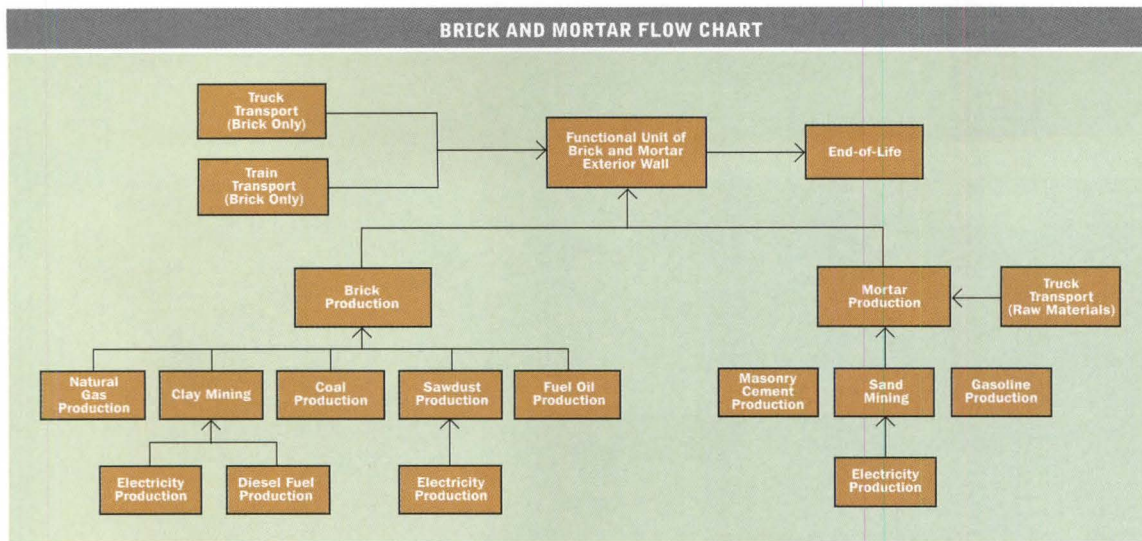 BRICK AND MORTAR FLOW CHART
Truck
Transport
(Brick Only)
Train
Transport
(Brick Only)
Functional Unit of
Brick and Mortar
Exterior Wall
End-of-Life
Brick
Production
Mortar
Production
Truck
Transport
(Raw Materials)
Natural
Gas
Production
Clay Mining
Coal
Production
Sawdust
Production
Fuel Oil
Production
Masonry
Cement
Production
Sand
Mining
Gasoline
Production
Electricity
Production
Diesel Fuel
Production
Electricity
Production
Electricity
Production